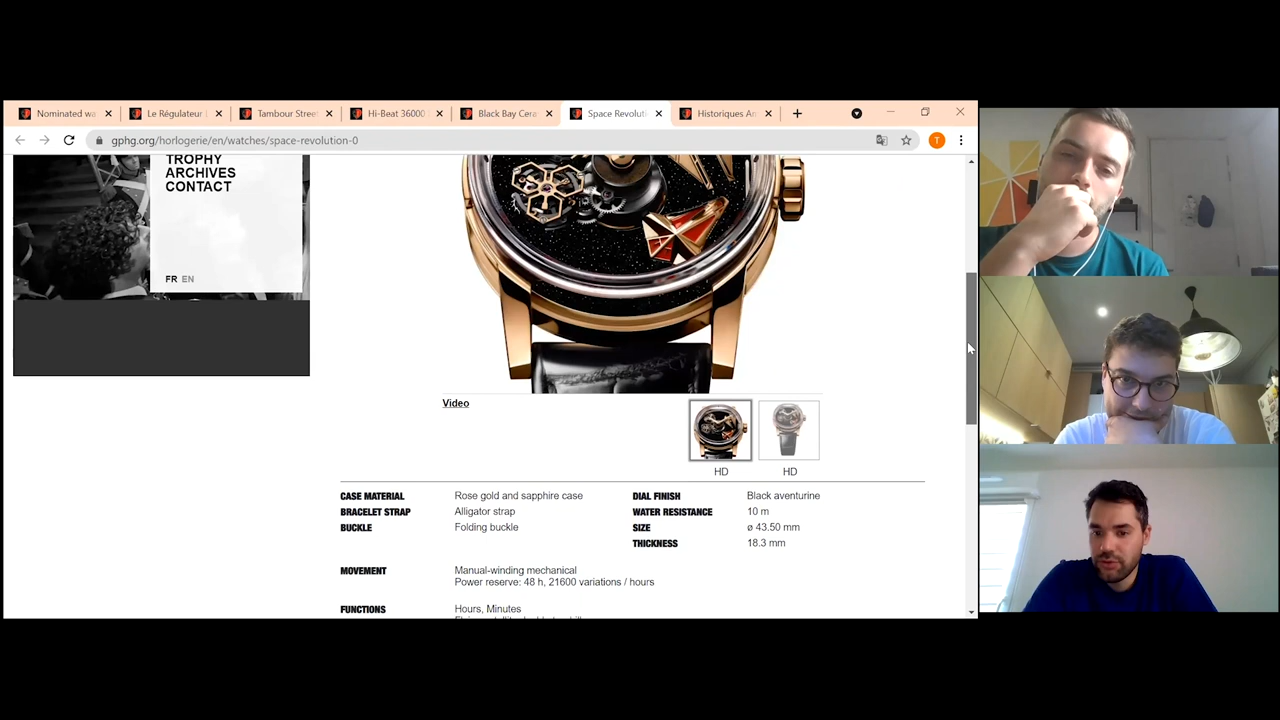 Nominated wa
Le Régulateur L
Tambour Stree
Hi-Beat 36000
Black Bay Cera
Space Revoluti
Historiques An
gphg.org/horlogerie/en/watches/space-revolution-0
T
TROPHY
ARCHIVES
CONTACT
FR EN
Video
HD HD
CASE MATERIAL Rose gold and sapphire case
BRACELET STRAP Alligator strap
BUCKLE Folding buckle
DIAL FINISH Black aventurine
WATER RESISTANCE 10 m
SIZE ø 43.50 mm
THICKNESS 18.3 mm
MOVEMENT Manual-winding mechanical
Power reserve: 48 h, 21600 variations / hours
FUNCTIONS Hours, Minutes